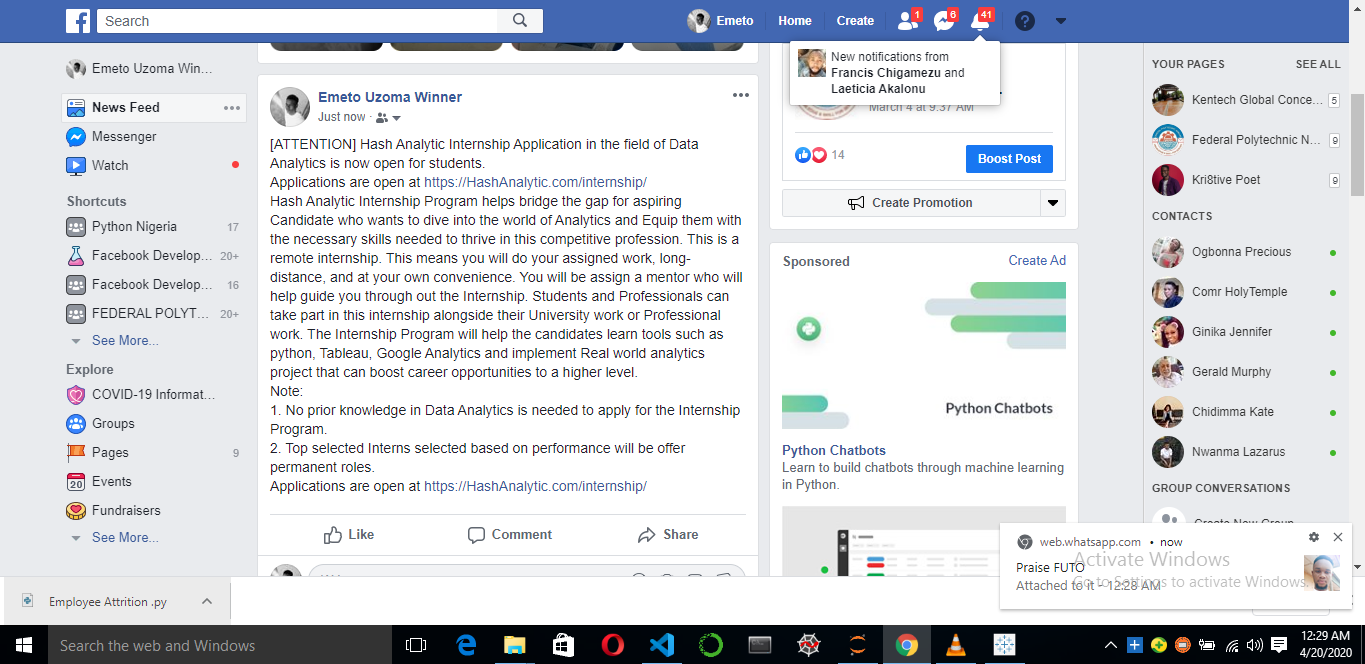 Search
Emeto
Home
Create
1
6
41
Emeto Uzoma Win...
News Feed
Messenger
Watch
Shortcuts
Python Nigeria 17
Facebook Develop... 20+
Facebook Develop... 16
FEDERAL POLYT... 20+
See More...
Explore
COVID-19 Informat...
Groups
Pages 9
20
Events
Fundraisers
See More...
Emeto Uzoma Winner
Just now
[ATTENTION] Hash Analytic Internship Application in the field of Data
Analytics is now open for students.
Applications are open at https://HashAnalytic.com/internship/
Hash Analytic Internship Program helps bridge the gap for aspiring
Candidate who wants to dive into the world of Analytics and Equip them with
the necessary skills needed to thrive in this competitive profession. This is a
remote internship. This means you will do your assigned work, long-
distance, and at your own convenience. You will be assign a mentor who will
help guide you through out the Internship. Students and Professionals can
take part in this internship alongside their University work or Professional
work. The Internship Program will help the candidates learn tools such as
python, Tableau, Google Analytics and implement Real world analytics
project that can boost career opportunities to a higher level.
Note:
1. No prior knowledge in Data Analytics is needed to apply for the Internship
Program.
2. Top selected Interns selected based on performance will be offer
permanent roles.
Applications are open at https://HashAnalytic.com/internship/
Like
Comment
Share
New notifications from
Francis Chigamezu and
Laeticia Akalonu
March 4 at 9:37 AM
14
Boost Post
Create Promotion
Sponsored
Create Ad
Python Chatbots
Python Chatbots
Learn to build chatbots through machine learning
in Python.
YOUR PAGES
SEE ALL
Kentech Global Conce... 5
Federal Polytechnic N... 9
Kri8tive Poet 9
CONTACTS
Ogbonna Precious
Comr HolyTemple
Ginika Jennifer
Gerald Murphy
Chidimma Kate
Nwanma Lazarus
GROUP CONVERSATIONS
Create New Group
web.whatsapp.com • now
Praise FUTO
Attached to it - 12:28 AM
Activate Windows
Go to Settings to activate Windows.
Employee Attrition .py
Search the web and Windows
12:29 AM
4/20/2020